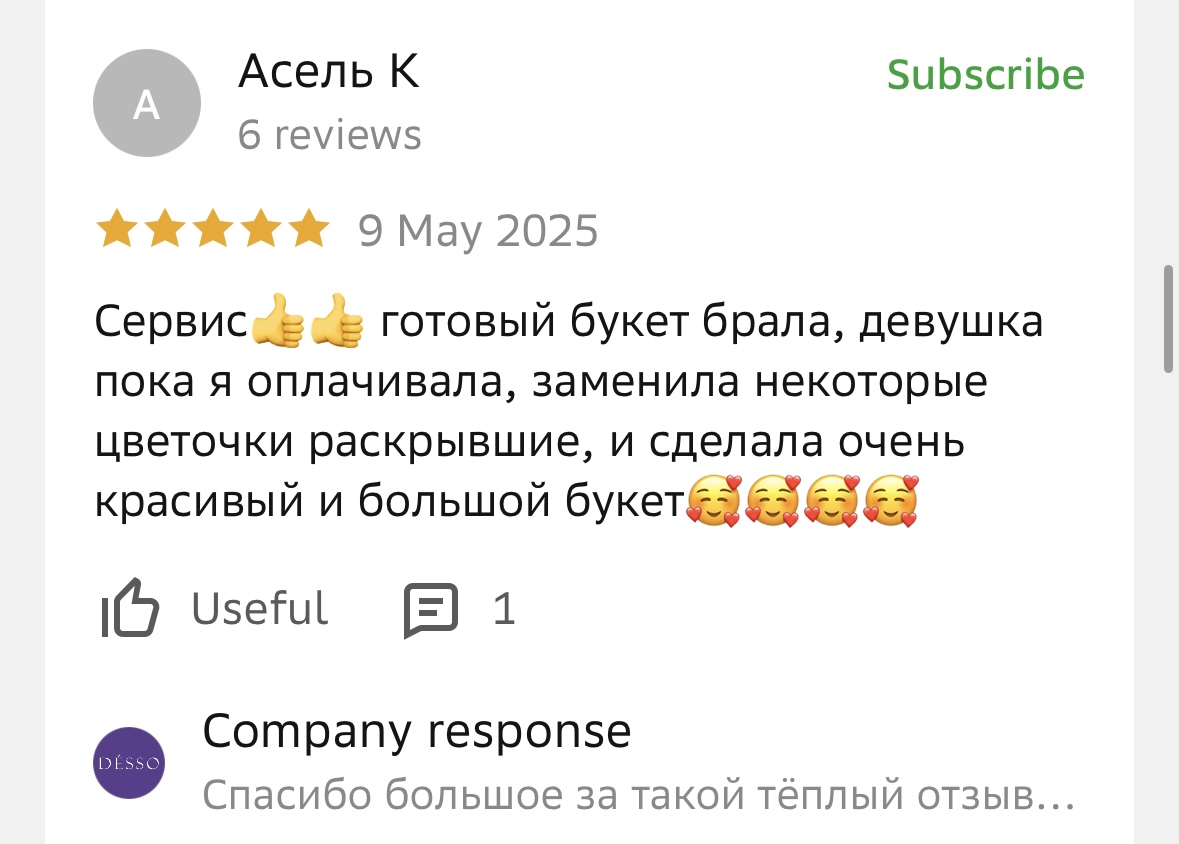 A
Асель К
6 reviews
Subscribe
9 May 2025
Сервис👍👍 готовый букет брала, девушка
пока я оплачивала, заменила некоторые
цветочки раскрывшие, и сделала очень
красивый и большой букет🥰🥰🥰🥰
Useful
1
DÉSSO
Company response
Спасибо большое за такой тёплый отзыв...